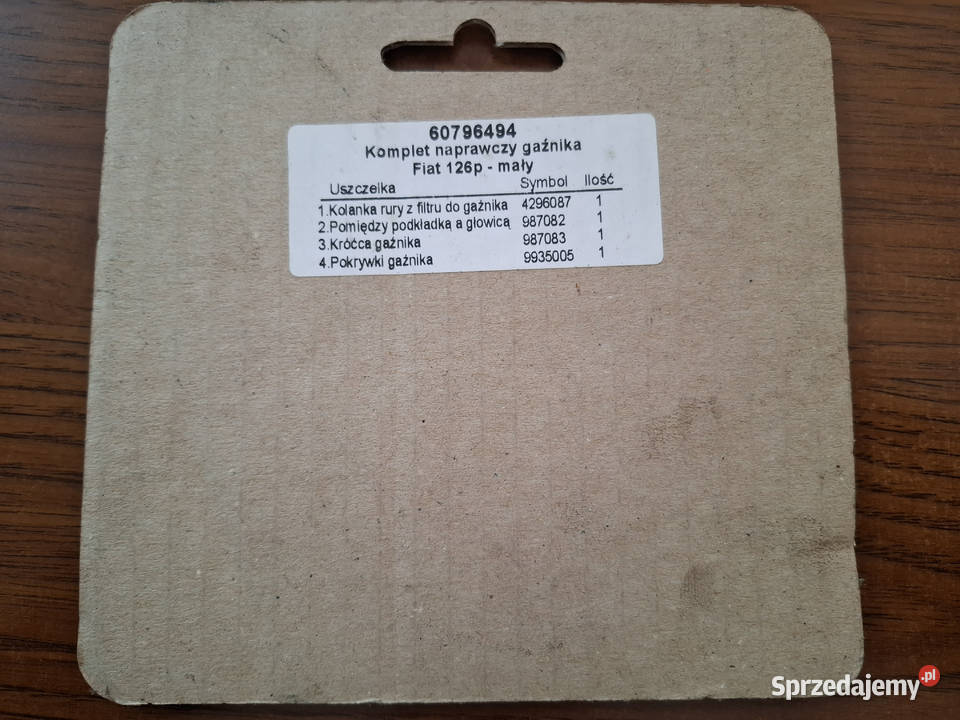 60796494
Komplet naprawczy gaźnika
Fiat 126p - mały
Uszczelka Symbol Ilość
1.Kolanka rury z filtru do gaźnika 4296087 1
2.Pomiędzy podkładką a głowicą 987082 1
3.Króćca gaźnika 987083 1
4.Pokrywki gaźnika 9935005 1
Sprzedajemy.pl